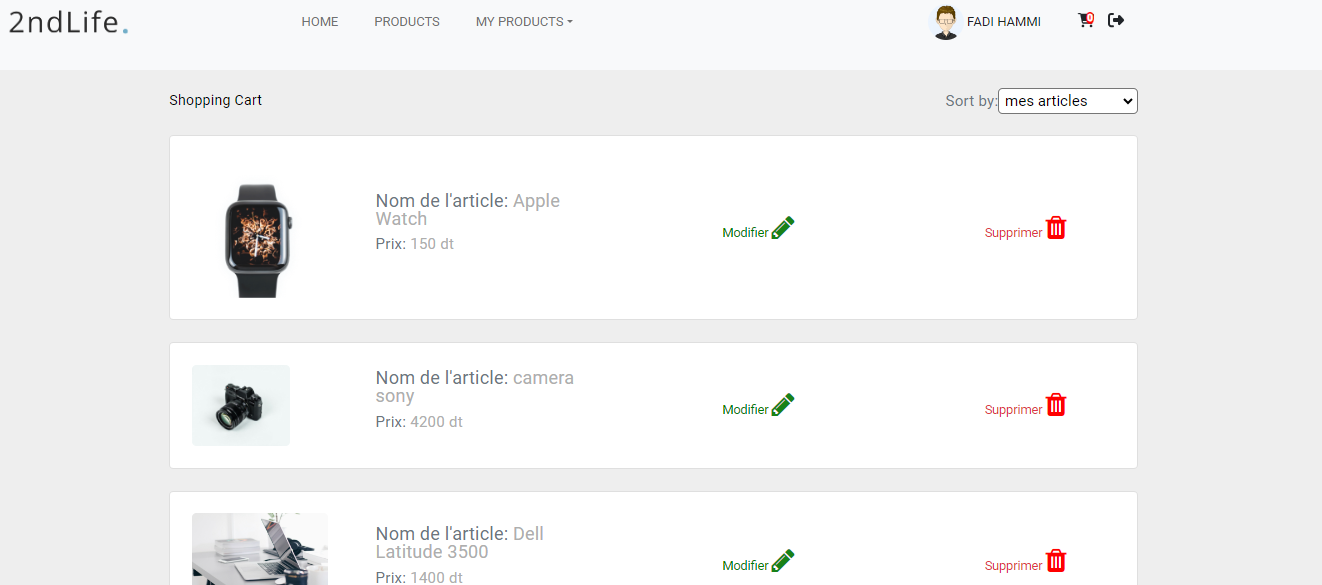 2ndLife.
HOME
PRODUCTS
MY PRODUCTS
FADI HAMMI
0
Shopping Cart
Sort by:
mes articles
Nom de l'article: Apple
Watch
Prix: 150 dt
Modifier
Supprimer
Nom de l'article: camera
sony
Prix: 4200 dt
Modifier
Supprimer
Nom de l'article: Dell
Latitude 3500
Prix: 1400 dt
Modifier
Supprimer